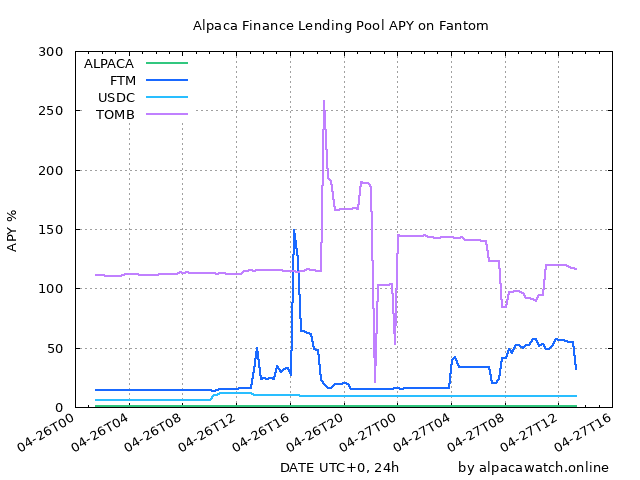 Alpaca Finance Lending Pool APY on Fantom
300
250
200
150
100
50
0
APY %
ALPACA
FTM
USDC
TOMB
04-26T00
04-26T04
04-26T08
04-26T12
04-26T16
04-26T20
04-27T00
04-27T04
04-27T08
04-27T12
04-27T16
DATE UTC+0, 24h
by alpacawatch.online